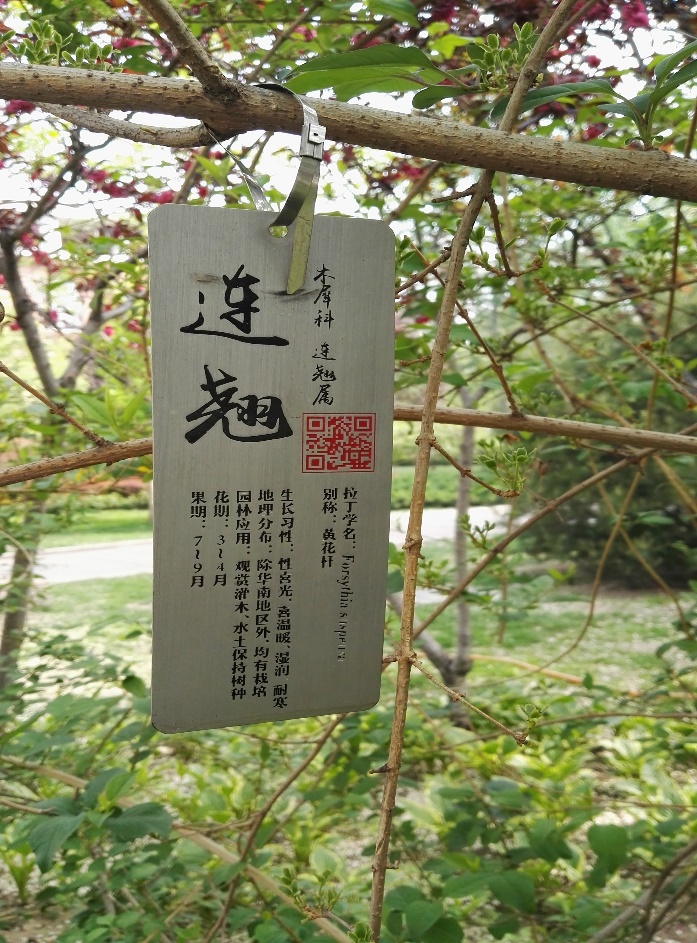 木犀科 连翘属
连翘
拉丁学名：Forsythia suspensa
别称：黄花杆
生长习性：性喜光、喜温暖、湿润 耐寒
地理分布：除华南地区外，均有栽培
园林应用：观赏灌木、水土保持树种
花期：3~4月
果期：7~9月